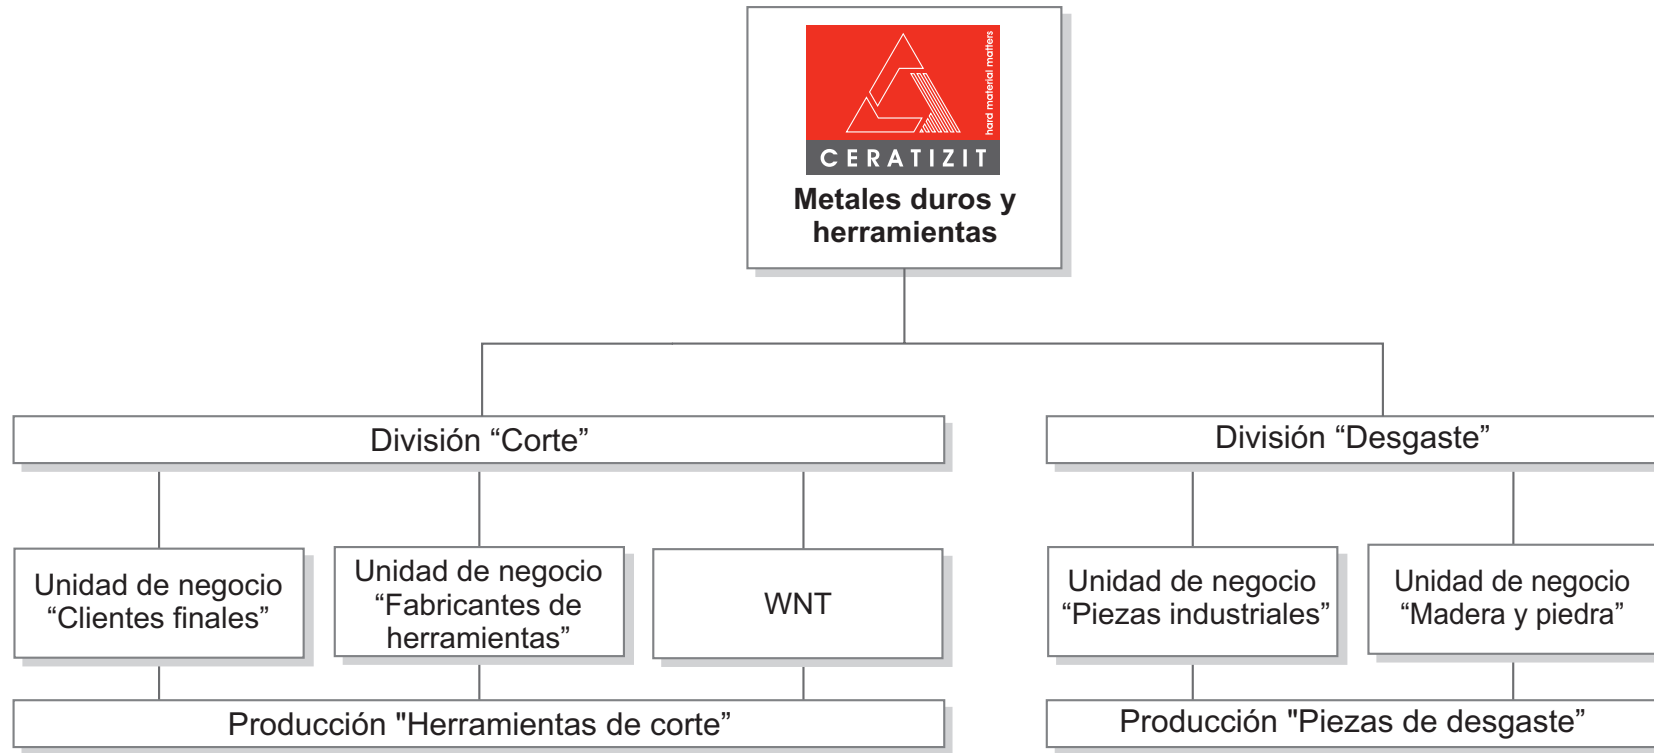 hard material matters
CERATIZIT
Metales duros y
herramientas
División “Corte”
División “Desgaste”
Unidad de negocio
“Clientes finales”
Unidad de negocio
“Fabricantes de
herramientas”
WNT
Unidad de negocio
“Piezas industriales”
Unidad de negocio
“Madera y piedra”
Producción "Herramientas de corte”
Producción "Piezas de desgaste”